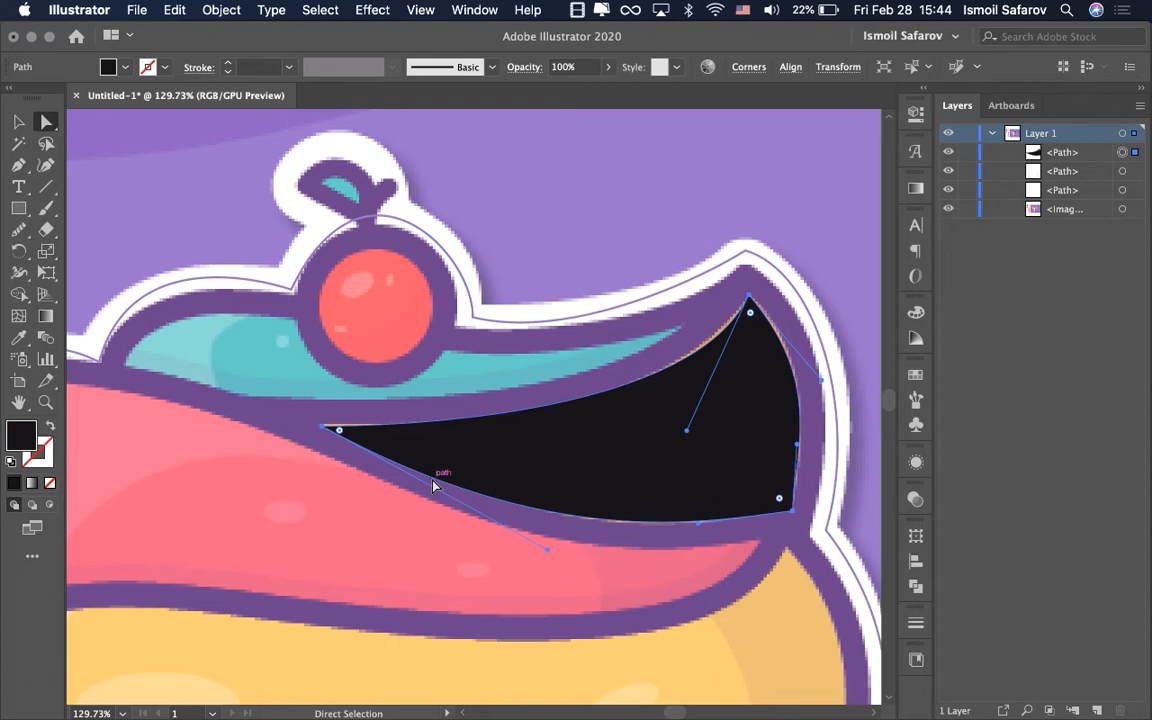 Illustrator File Edit Object Type Select Effect View Window Help 22% Fri Feb 28 15:44 Ismoil Safarov
Adobe Illustrator 2020 Ismoil Safarov Search Adobe Stock
Path Stroke: Basic Opacity: 100% Style: Corners Align Transform
Untitled-1* @ 129.73% (RGB/GPU Preview)
Layers Artboards
Layer 1
<Path>
<Path>
<Path>
<Imag...
path
129.73% 1 Direct Selection 1 Layer